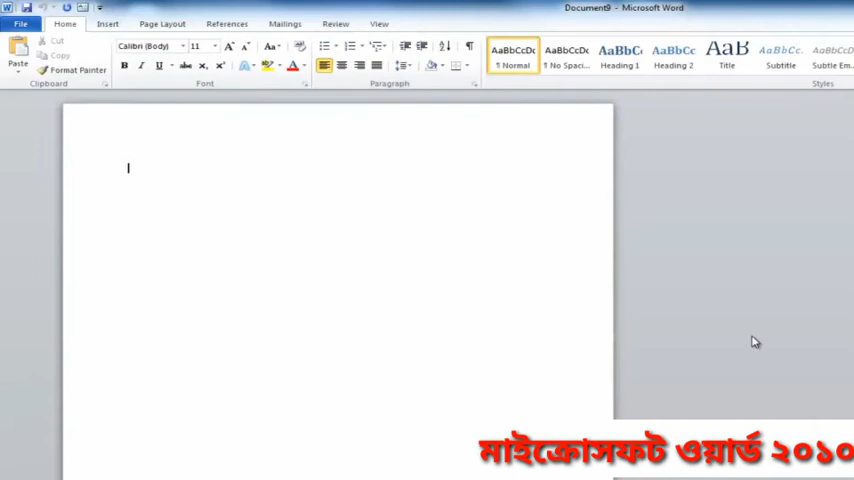 Document9 - Microsoft Word
File Home Insert Page Layout References Mailings Review View
Cut
Copy
Format Painter
Paste
Clipboard
Calibri (Body) 11
Font
Paragraph
AaBbCcDc AaBbCcDc AaBbC AaBbCc AaB AaBbCc. AaBbCcD
¶ Normal ¶ No Spaci... Heading 1 Heading 2 Title Subtitle Subtle Em...
Styles
মাইক্রোসফট ওয়ার্ড ২০১০